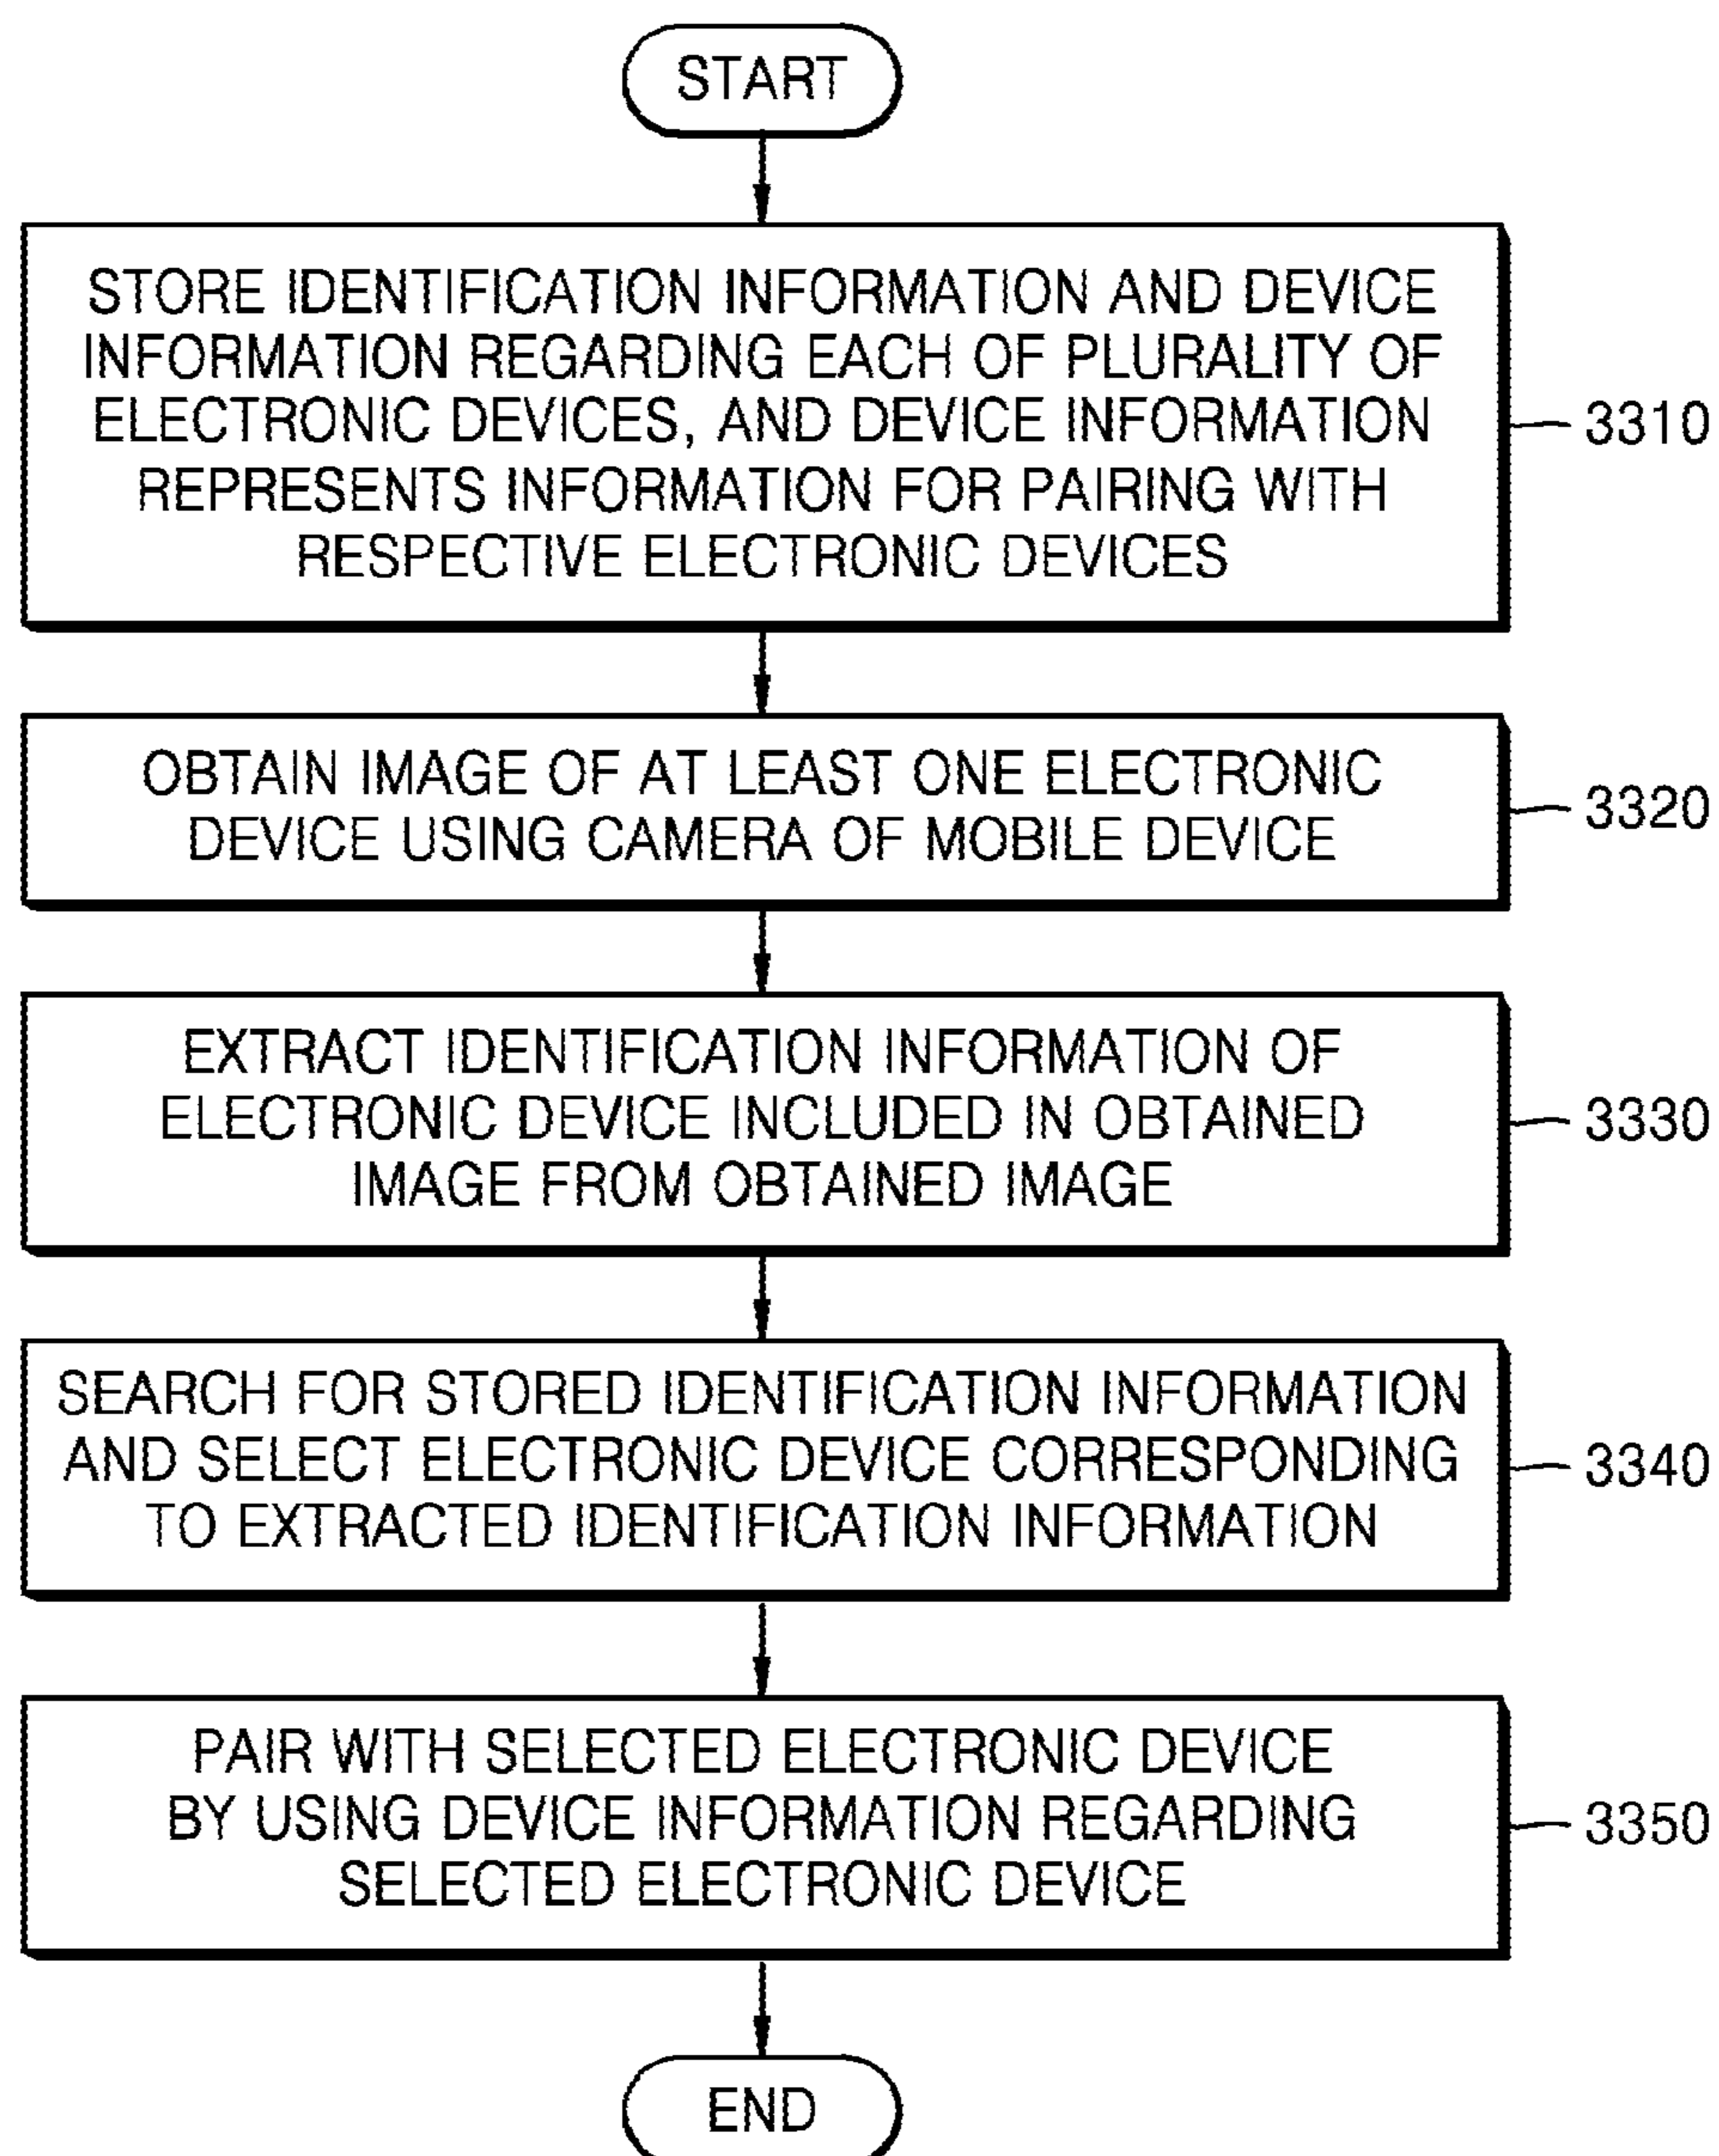 START
STORE IDENTIFICATION INFORMATION AND DEVICE
INFORMATION REGARDING EACH OF PLURALITY OF
ELECTRONIC DEVICES, AND DEVICE INFORMATION
REPRESENTS INFORMATION FOR PAIRING WITH
RESPECTIVE ELECTRONIC DEVICES
3310
OBTAIN IMAGE OF AT LEAST ONE ELECTRONIC
DEVICE USING CAMERA OF MOBILE DEVICE
3320
EXTRACT IDENTIFICATION INFORMATION OF
ELECTRONIC DEVICE INCLUDED IN OBTAINED
IMAGE FROM OBTAINED IMAGE
3330
SEARCH FOR STORED IDENTIFICATION INFORMATION
AND SELECT ELECTRONIC DEVICE CORRESPONDING
TO EXTRACTED IDENTIFICATION INFORMATION
3340
PAIR WITH SELECTED ELECTRONIC DEVICE
BY USING DEVICE INFORMATION REGARDING
SELECTED ELECTRONIC DEVICE
3350
END